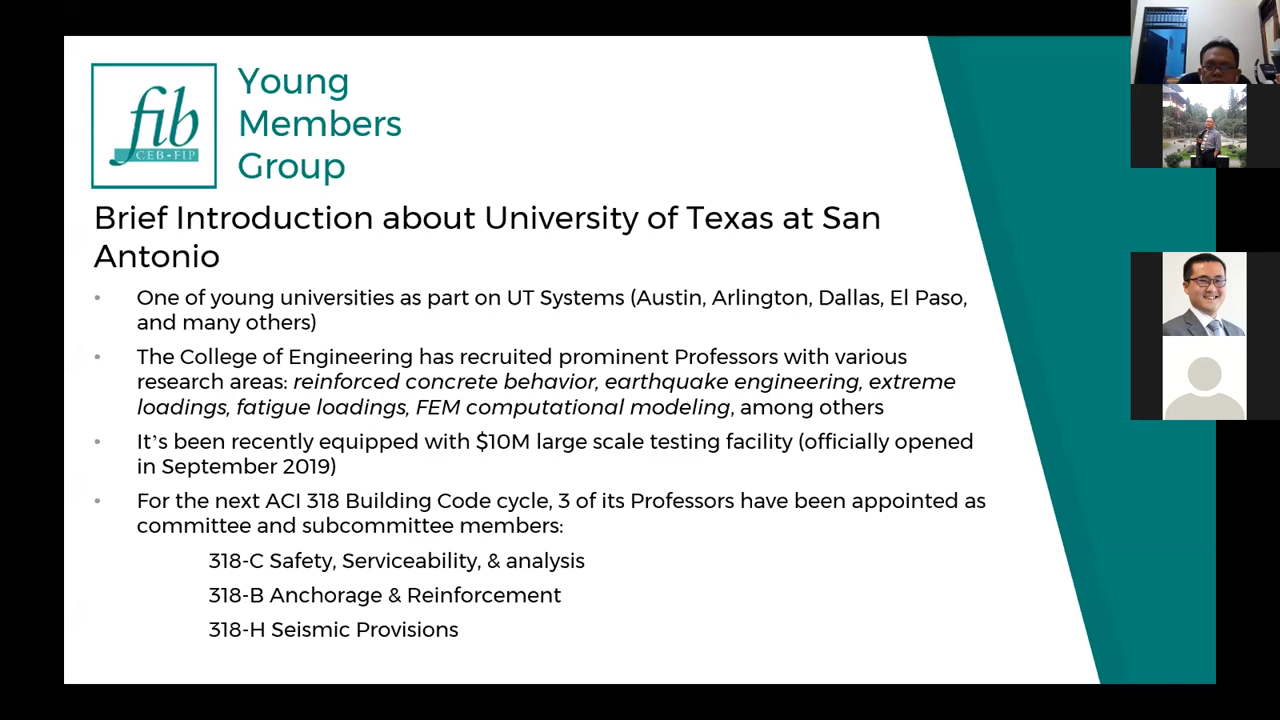 fib
CEB-FIP
Young
Members
Group
Brief Introduction about University of Texas at San
Antonio
• One of young universities as part on UT Systems (Austin, Arlington, Dallas, El Paso,
and many others)
• The College of Engineering has recruited prominent Professors with various
research areas: reinforced concrete behavior, earthquake engineering, extreme
loadings, fatigue loadings, FEM computational modeling, among others
• It's been recently equipped with $10M large scale testing facility (officially opened
in September 2019)
• For the next ACI 318 Building Code cycle, 3 of its Professors have been appointed as
committee and subcommittee members:
318-C Safety, Serviceability, & analysis
318-B Anchorage & Reinforcement
318-H Seismic Provisions